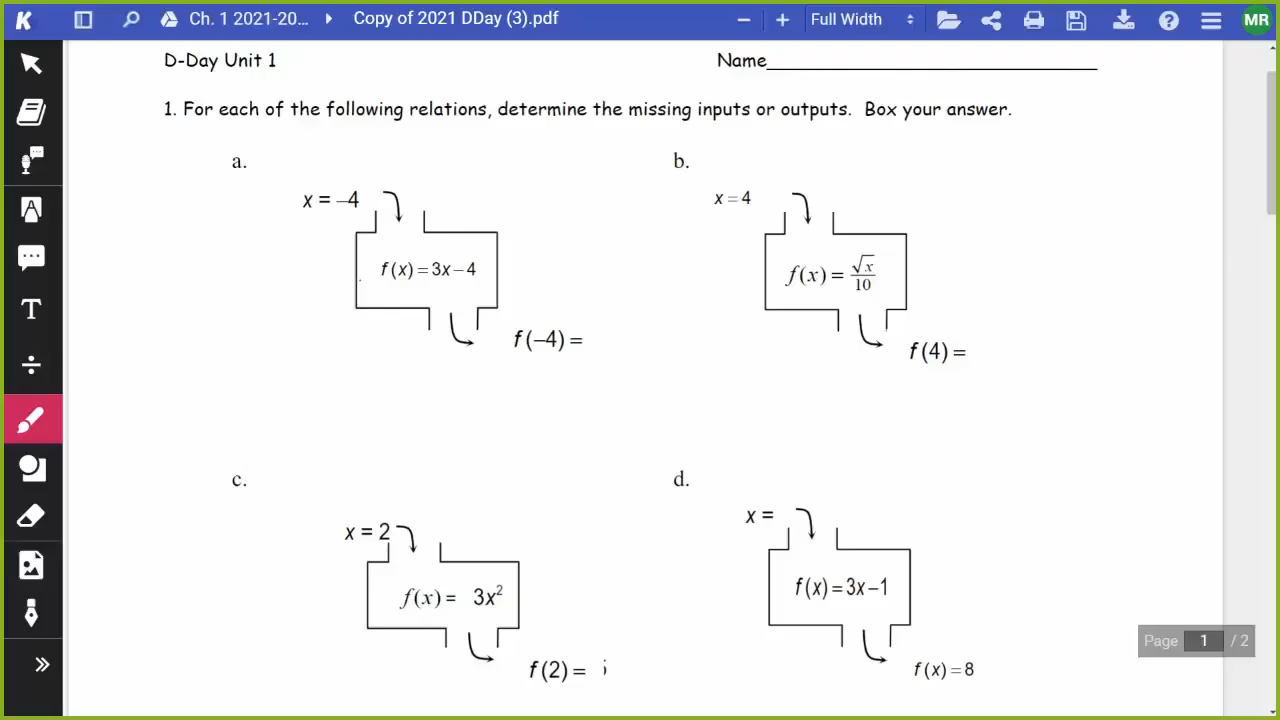 K Ch. 1 2021-20... Copy of 2021 DDay (3).pdf Full Width MR
D-Day Unit 1 Name______________________________
1. For each of the following relations, determine the missing inputs or outputs. Box your answer.
a. b.
x = –4
x = 4
f(x) = 3x – 4
f(x) = √x/10
f(–4) =
f(4) =
c. d.
x = 2
x =
f(x) = 3x²
f(x) = 3x – 1
f(2) =
f(x) = 8
Page 1 / 2